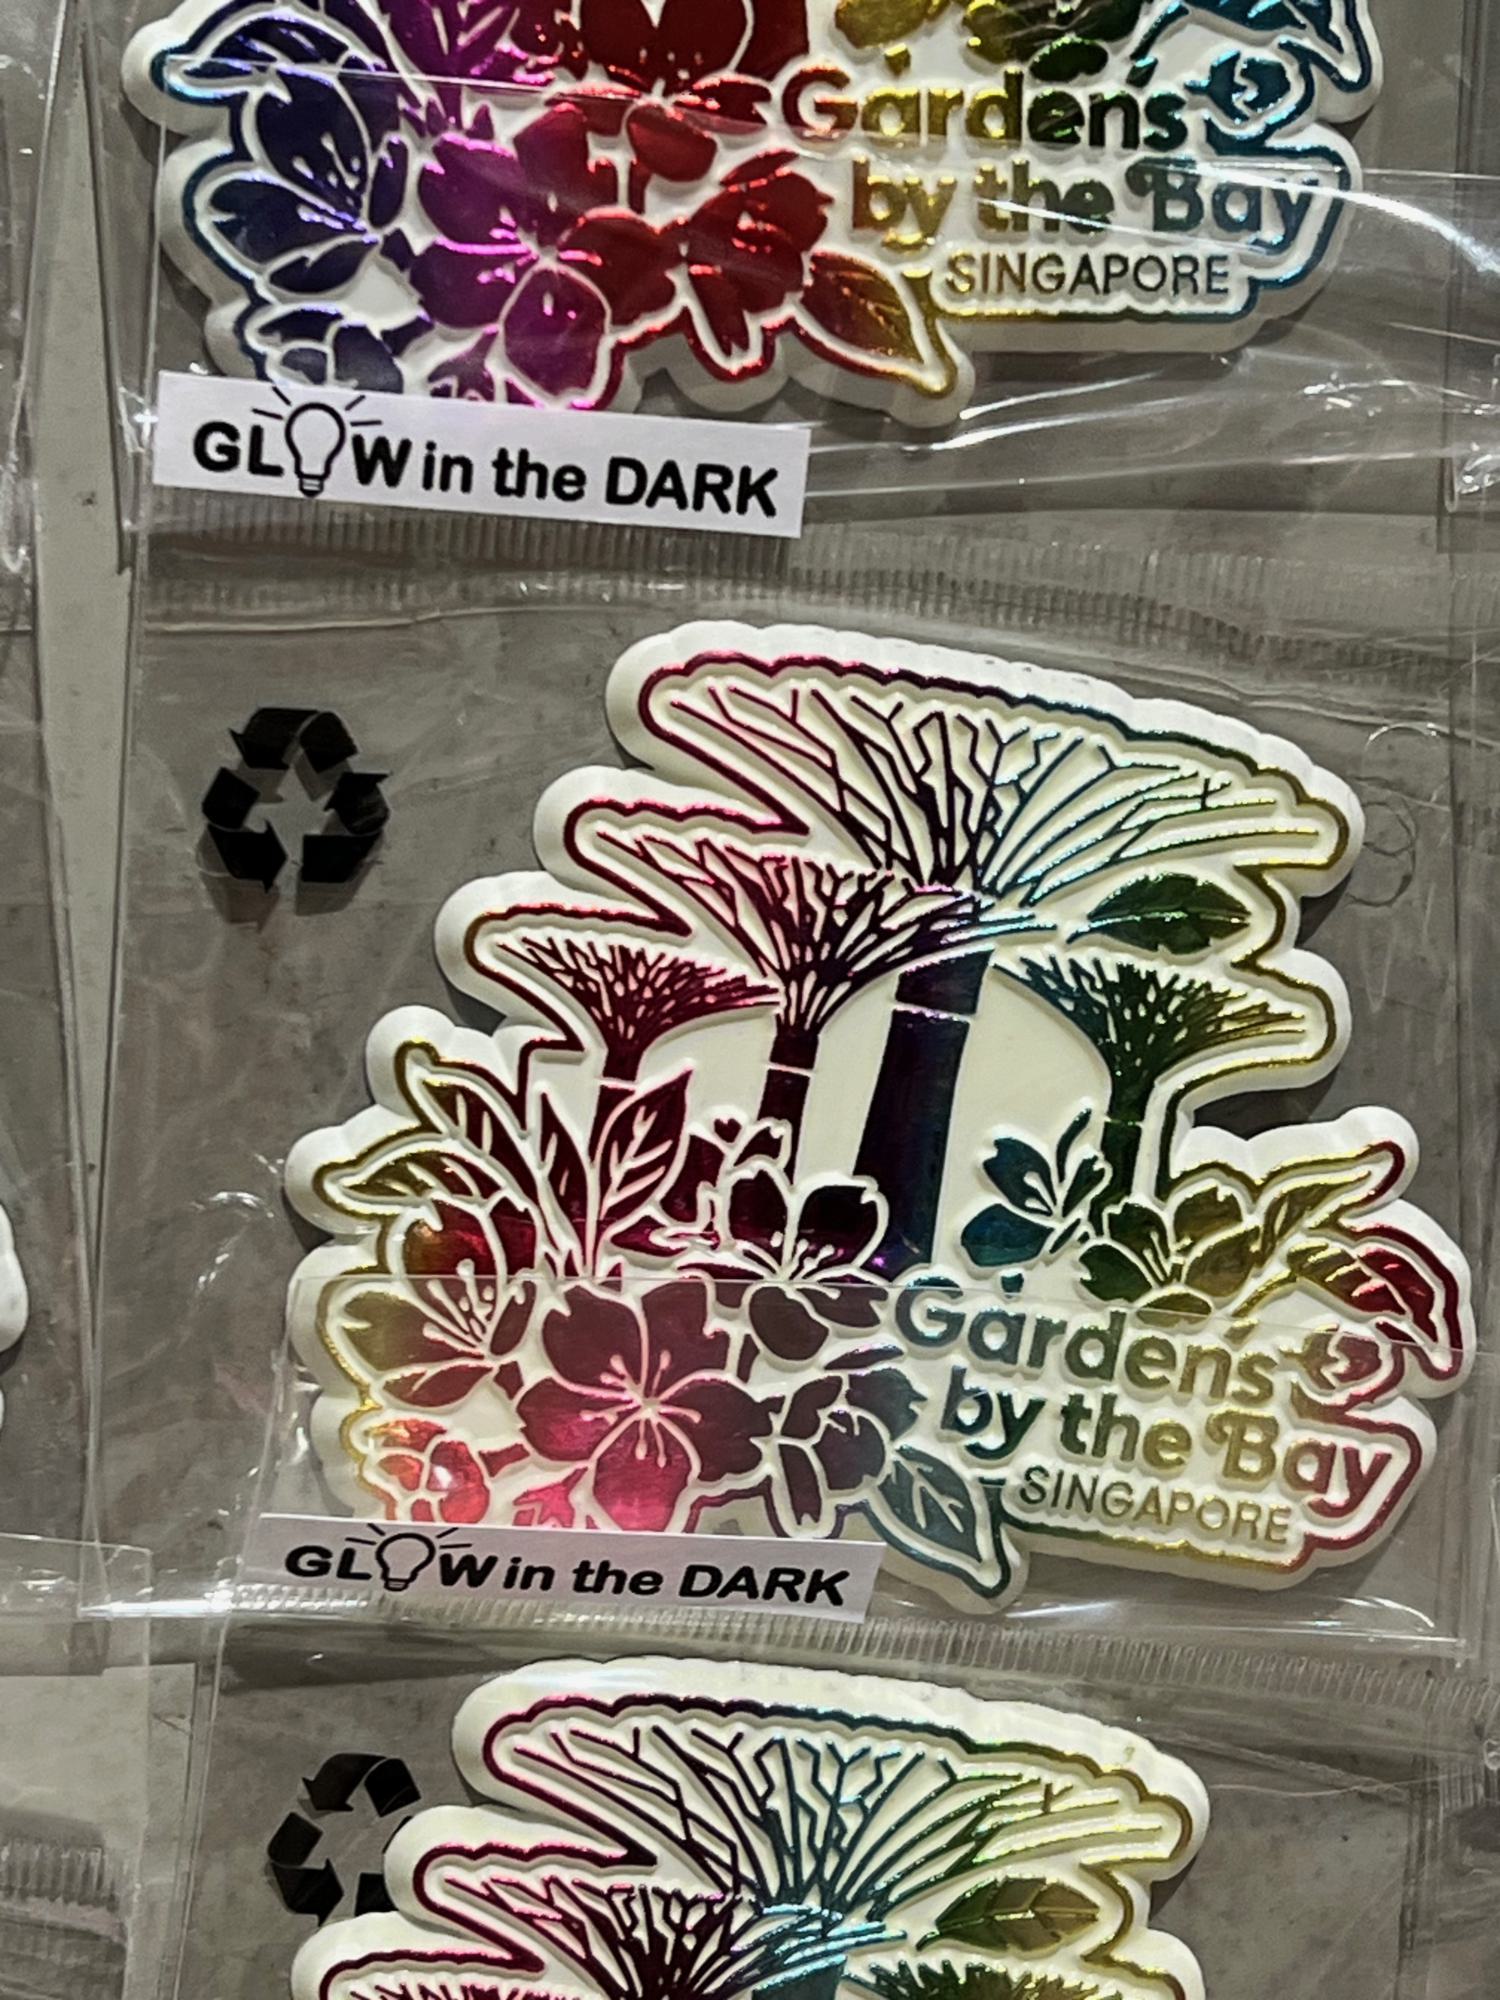 Gardens
by the Bay
SINGAPORE
GLOW in the DARK
Gardens
by the Bay
SINGAPORE
GLOW in the DARK